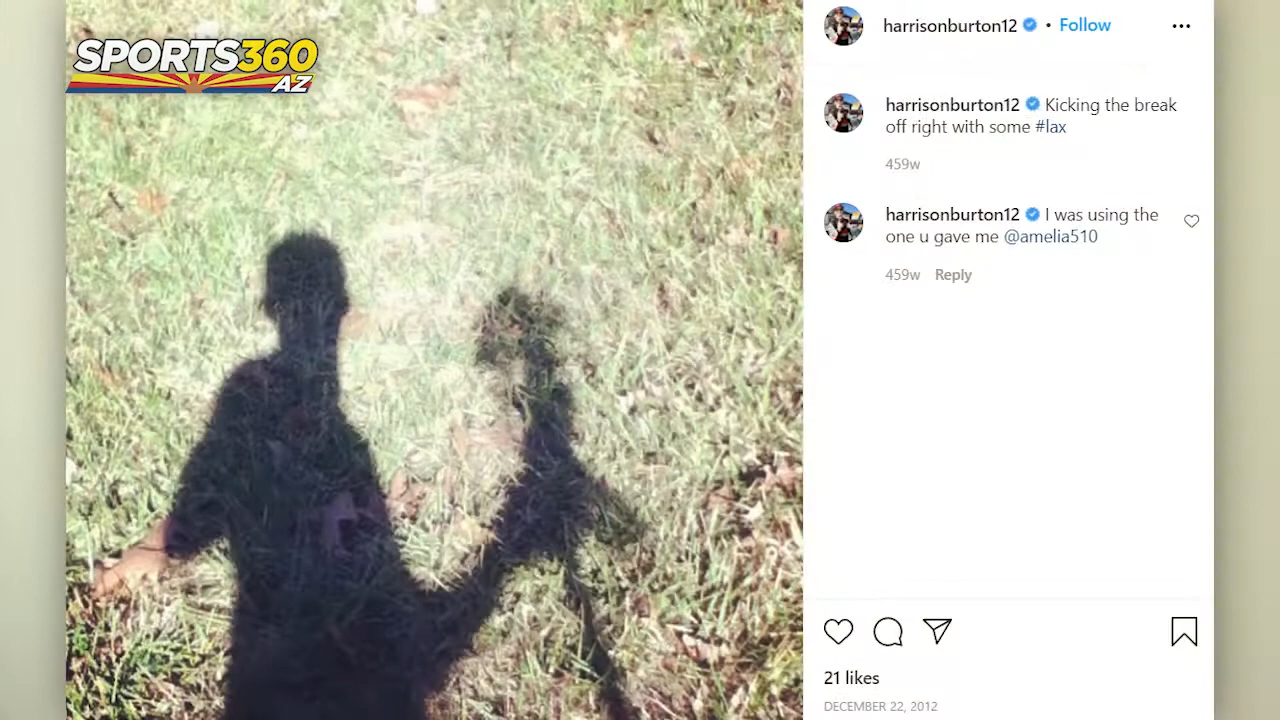 SPORTS360
AZ
harrisonburton12 • Follow
harrisonburton12 Kicking the break
off right with some #lax
459w
harrisonburton12 I was using the
one u gave me @amelia510
459w Reply
21 likes
DECEMBER 22, 2012